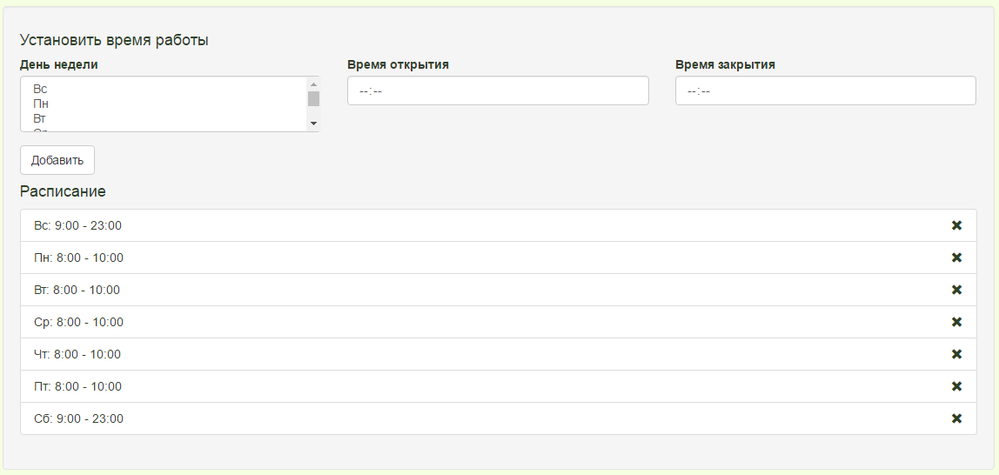 Установить время работы
День недели
Время открытия
Время закрытия
Вс
Пн
Вт
--:--
--:--
Добавить
Расписание
Вс: 9:00 - 23:00
Пн: 8:00 - 10:00
Вт: 8:00 - 10:00
Ср: 8:00 - 10:00
Чт: 8:00 - 10:00
Пт: 8:00 - 10:00
Сб: 9:00 - 23:00